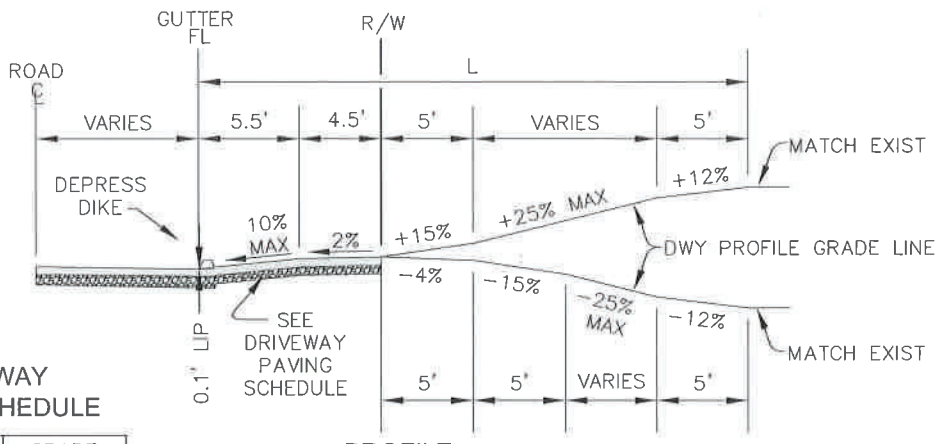 GUTTER
FL
R/W
ROAD
℄
L
VARIES
5.5'
4.5'
5'
VARIES
5'
MATCH EXIST
DEPRESS
DIKE
10%
MAX
2%
+15%
+25% MAX
+12%
DWY PROFILE GRADE LINE
-4%
-15%
-25%
MAX
-12%
MATCH EXIST
0.1' LIP
SEE
DRIVEWAY
PAVING
SCHEDULE
5'
5'
VARIES
5'
WAY
HEDULE